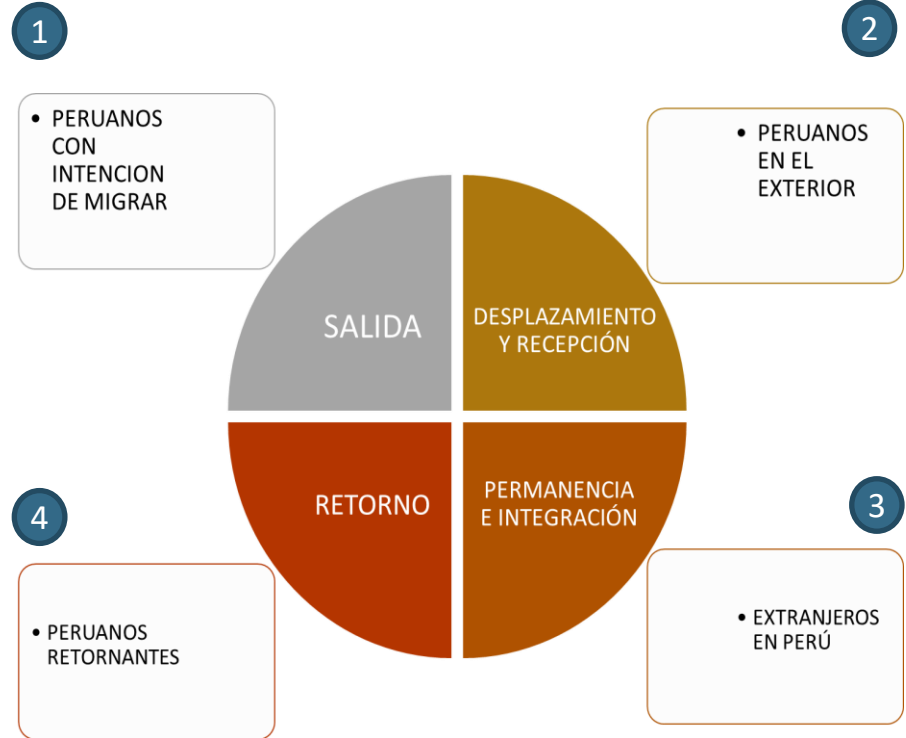 1
2
• PERUANOS
CON
INTENCION
DE MIGRAR
• PERUANOS
EN EL
EXTERIOR
SALIDA
DESPLAZAMIENTO
Y RECEPCIÓN
RETORNO
PERMANENCIA
E INTEGRACIÓN
4
3
• PERUANOS
RETORNANTES
• EXTRANJEROS
EN PERÚ